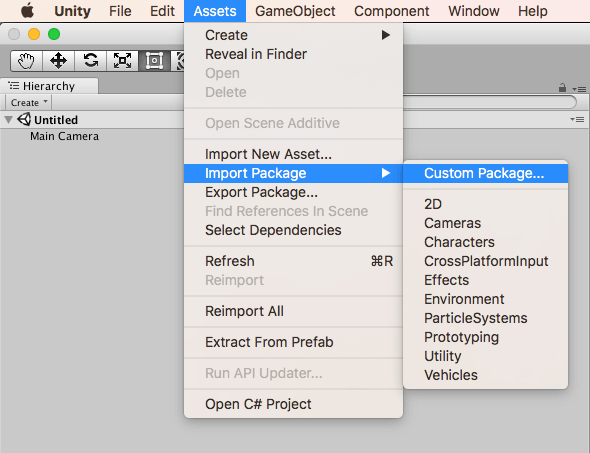 Unity File Edit Assets GameObject Component Window Help
Hierarchy
Create
Untitled
Main Camera
Create
Reveal in Finder
Open
Delete
Open Scene Additive
Import New Asset...
Import Package
Export Package...
Find References In Scene
Select Dependencies
Refresh ⌘R
Reimport
Reimport All
Extract From Prefab
Run API Updater...
Open C# Project
Custom Package...
2D
Cameras
Characters
CrossPlatformInput
Effects
Environment
ParticleSystems
Prototyping
Utility
Vehicles